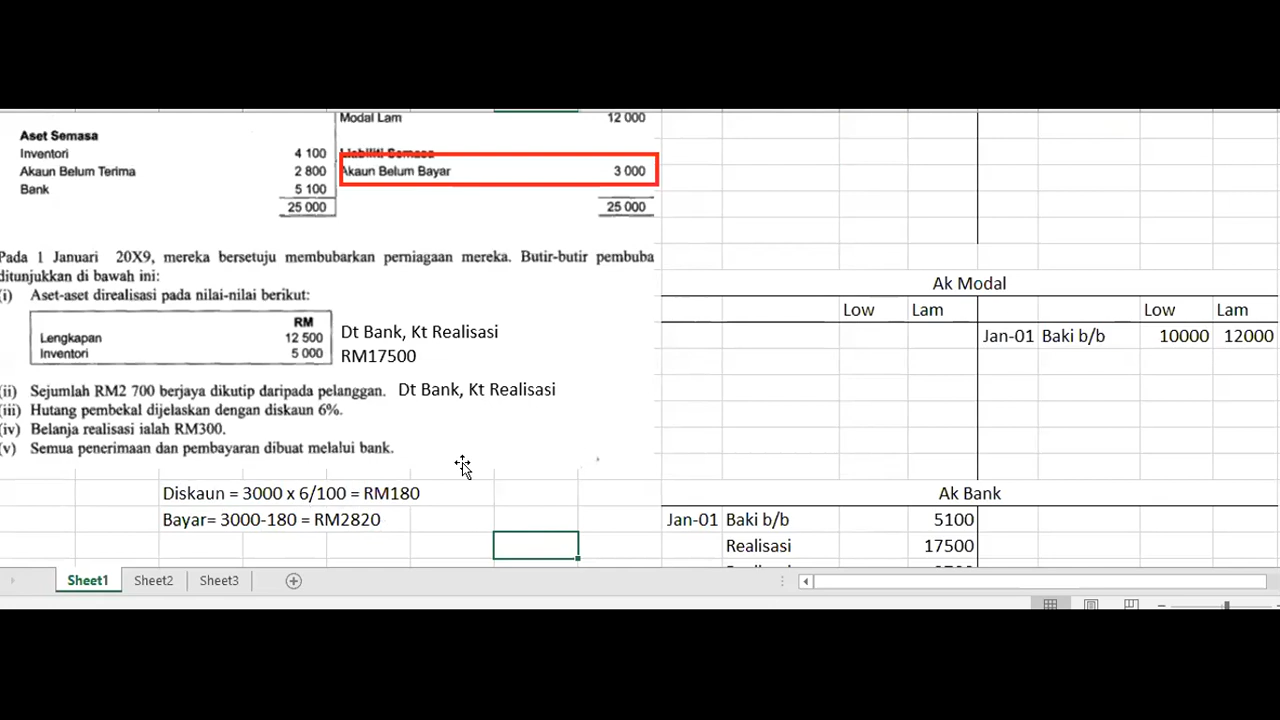 Modal Lam 12 000
Aset Semasa
Inventori 4 100 Liabiliti Semasa
Akaun Belum Terima 2 800 Akaun Belum Bayar 3 000
Bank 5 100
25 000 25 000
Pada 1 Januari 20X9, mereka bersetuju membubarkan perniagaan mereka. Butir-butir pembuba
ditunjukkan di bawah ini:
(i) Aset-aset direalisasi pada nilai-nilai berikut:
RM
Lengkapan 12 500
Inventori 5 000
Dt Bank, Kt Realisasi
RM17500
(ii) Sejumlah RM2 700 berjaya dikutip daripada pelanggan. Dt Bank, Kt Realisasi
(iii) Hutang pembekal dijelaskan dengan diskaun 6%.
(iv) Belanja realisasi ialah RM300.
(v) Semua penerimaan dan pembayaran dibuat melalui bank.
Diskaun = 3000 x 6/100 = RM180
Bayar= 3000-180 = RM2820
Ak Modal
Low Lam Low Lam
Jan-01 Baki b/b 10000 12000
Ak Bank
Jan-01 Baki b/b 5100
Realisasi 17500
Sheet1 Sheet2 Sheet3